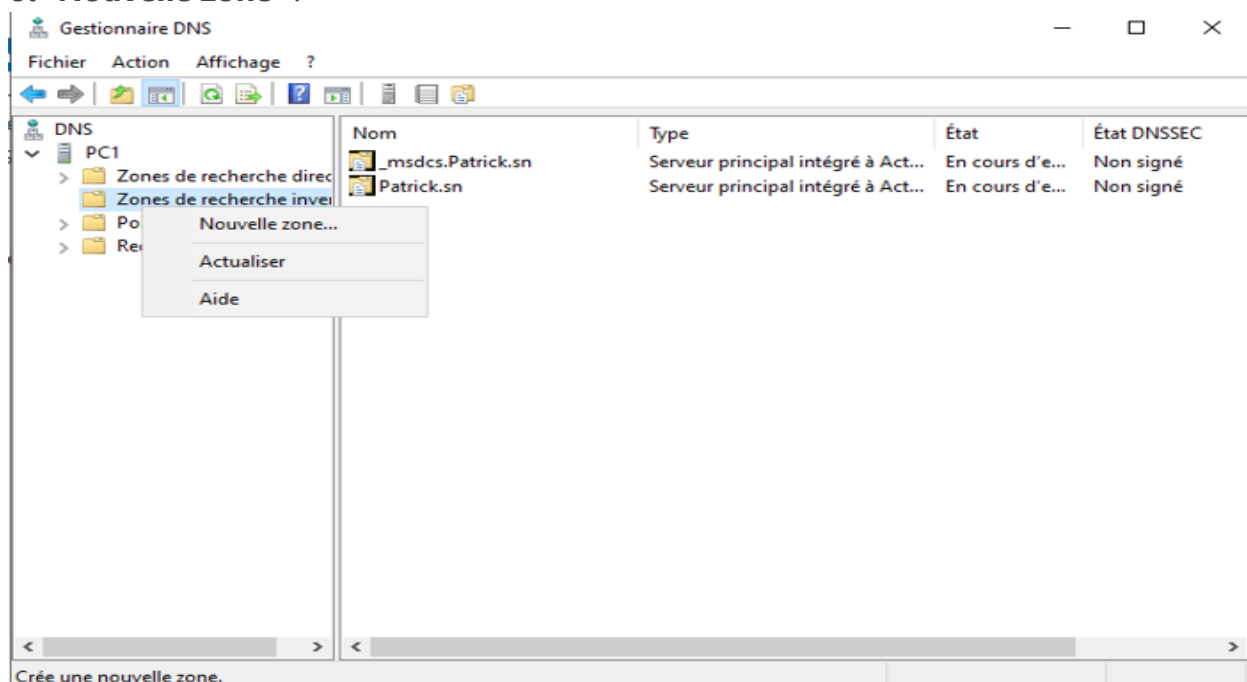 Gestionnaire DNS
Fichier Action Affichage ?
DNS
PC1
Zones de recherche direc
Zones de recherche inver
Po
Re
Nouvelle zone...
Actualiser
Aide
Nom Type État État DNSSEC
_msdcs.Patrick.sn Serveur principal intégré à Act... En cours d'e... Non signé
Patrick.sn Serveur principal intégré à Act... En cours d'e... Non signé
Crée une nouvelle zone.